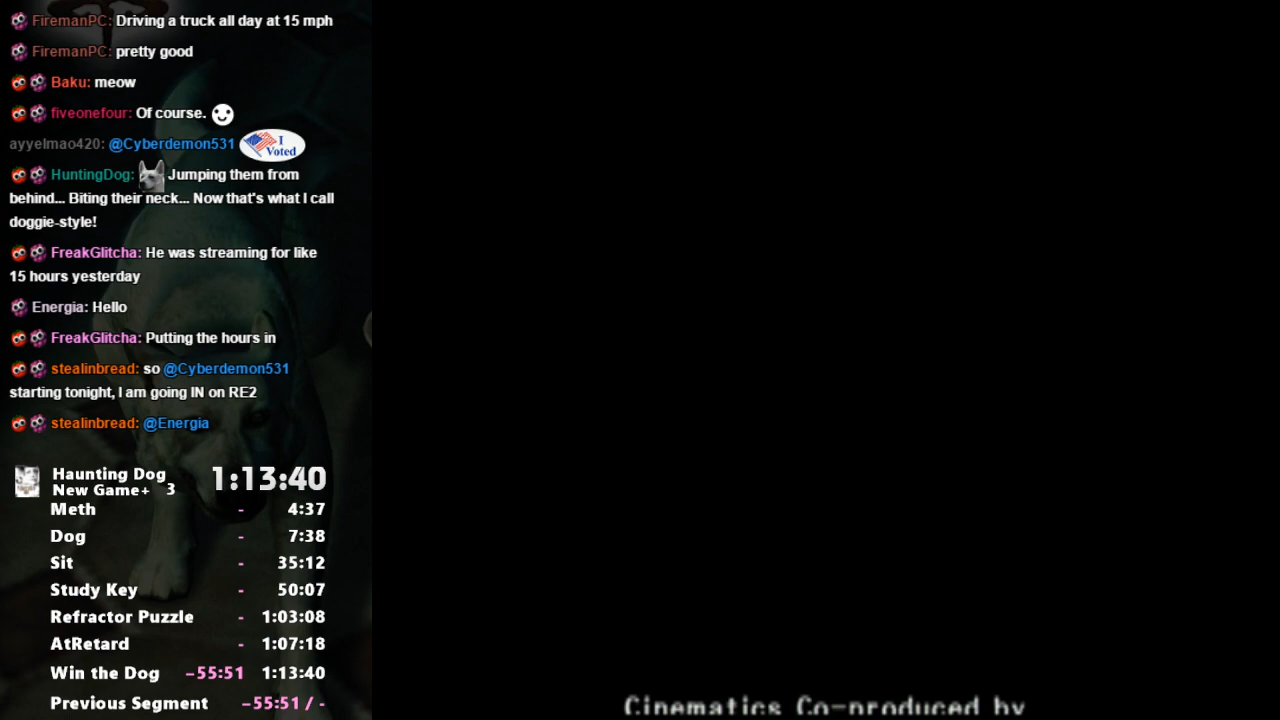 FiremanPC: Driving a truck all day at 15 mph
FiremanPC: pretty good
Baku: meow
fiveonefour: Of course.
ayyelmao420: @Cyberdemon531 I Voted
HuntingDog: Jumping them from
behind... Biting their neck... Now that's what I call
doggie-style!
FreakGlitcha: He was streaming for like
15 hours yesterday
Energia: Hello
FreakGlitcha: Putting the hours in
stealinbread: so @Cyberdemon531
starting tonight, I am going IN on RE2
stealinbread: @Energia
Haunting Dog 1:13:40
New Game+ 3
Meth - 4:37
Dog - 7:38
Sit - 35:12
Study Key - 50:07
Refractor Puzzle - 1:03:08
AtRetard - 1:07:18
Win the Dog −55:51 1:13:40
Previous Segment −55:51 / -
Cinematics Co-produced by